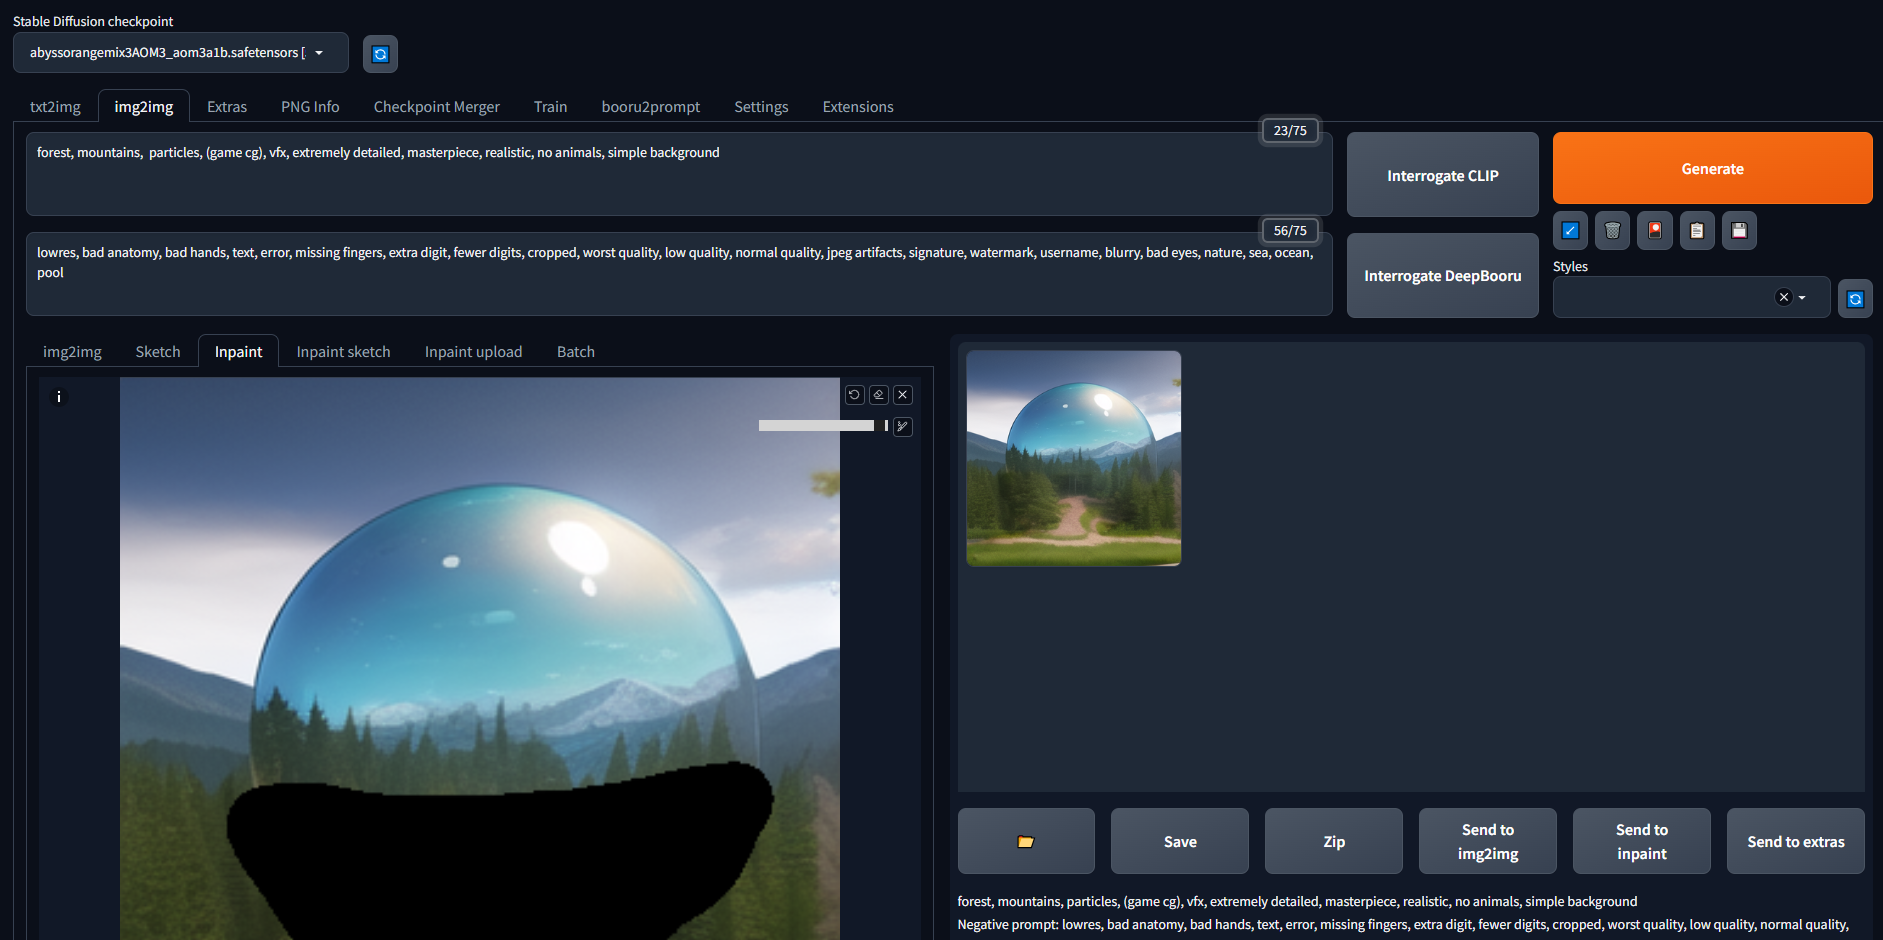 Stable Diffusion checkpoint
abyssorangemix3AOM3_aom3a1b.safetensors [.
txt2img
img2img
Extras
PNG Info
Checkpoint Merger
Train
booru2prompt
Settings
Extensions
23/75
forest, mountains,  particles, (game cg), vfx, extremely detailed, masterpiece, realistic, no animals, simple background
Interrogate CLIP
Generate
56/75
lowres, bad anatomy, bad hands, text, error, missing fingers, extra digit, fewer digits, cropped, worst quality, low quality, normal quality, jpeg artifacts, signature, watermark, username, blurry, bad eyes, nature, sea, ocean,
pool
Interrogate DeepBooru
Styles
img2img
Sketch
Inpaint
Inpaint sketch
Inpaint upload
Batch
i
Save
Zip
Send to
img2img
Send to
inpaint
Send to extras
forest, mountains, particles, (game cg), vfx, extremely detailed, masterpiece, realistic, no animals, simple background
Negative prompt: lowres, bad anatomy, bad hands, text, error, missing fingers, extra digit, fewer digits, cropped, worst quality, low quality, normal quality,